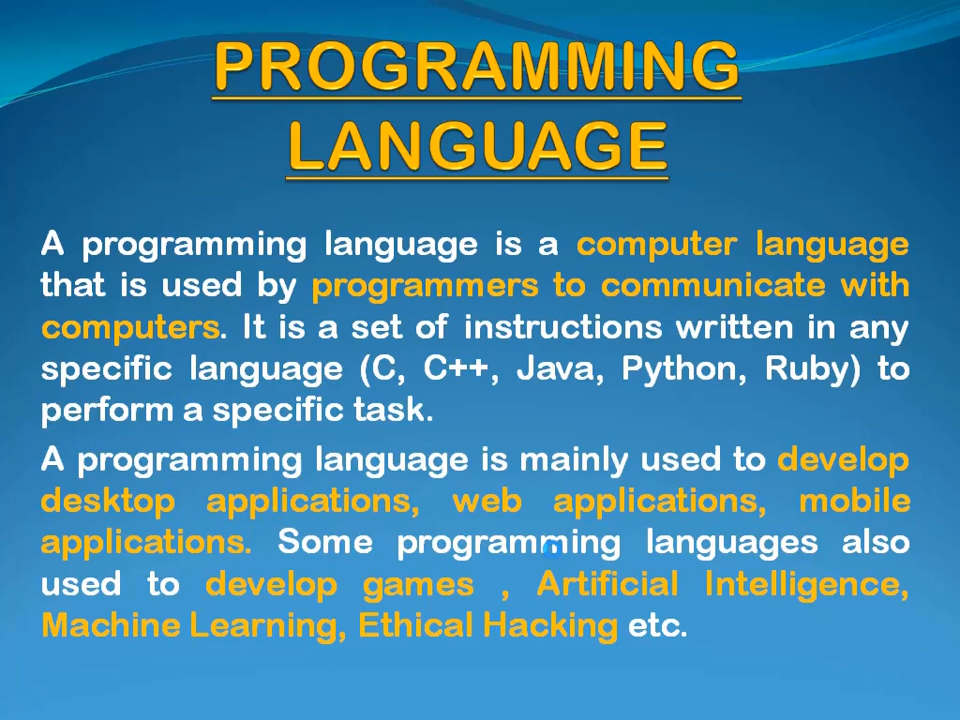 PROGRAMMING
LANGUAGE
A programming language is a computer language
that is used by programmers to communicate with
computers. It is a set of instructions written in any
specific language (C, C++, Java, Python, Ruby) to
perform a specific task.
A programming language is mainly used to develop
desktop applications, web applications, mobile
applications. Some programming languages also
used to develop games , Artificial Intelligence,
Machine Learning, Ethical Hacking etc.